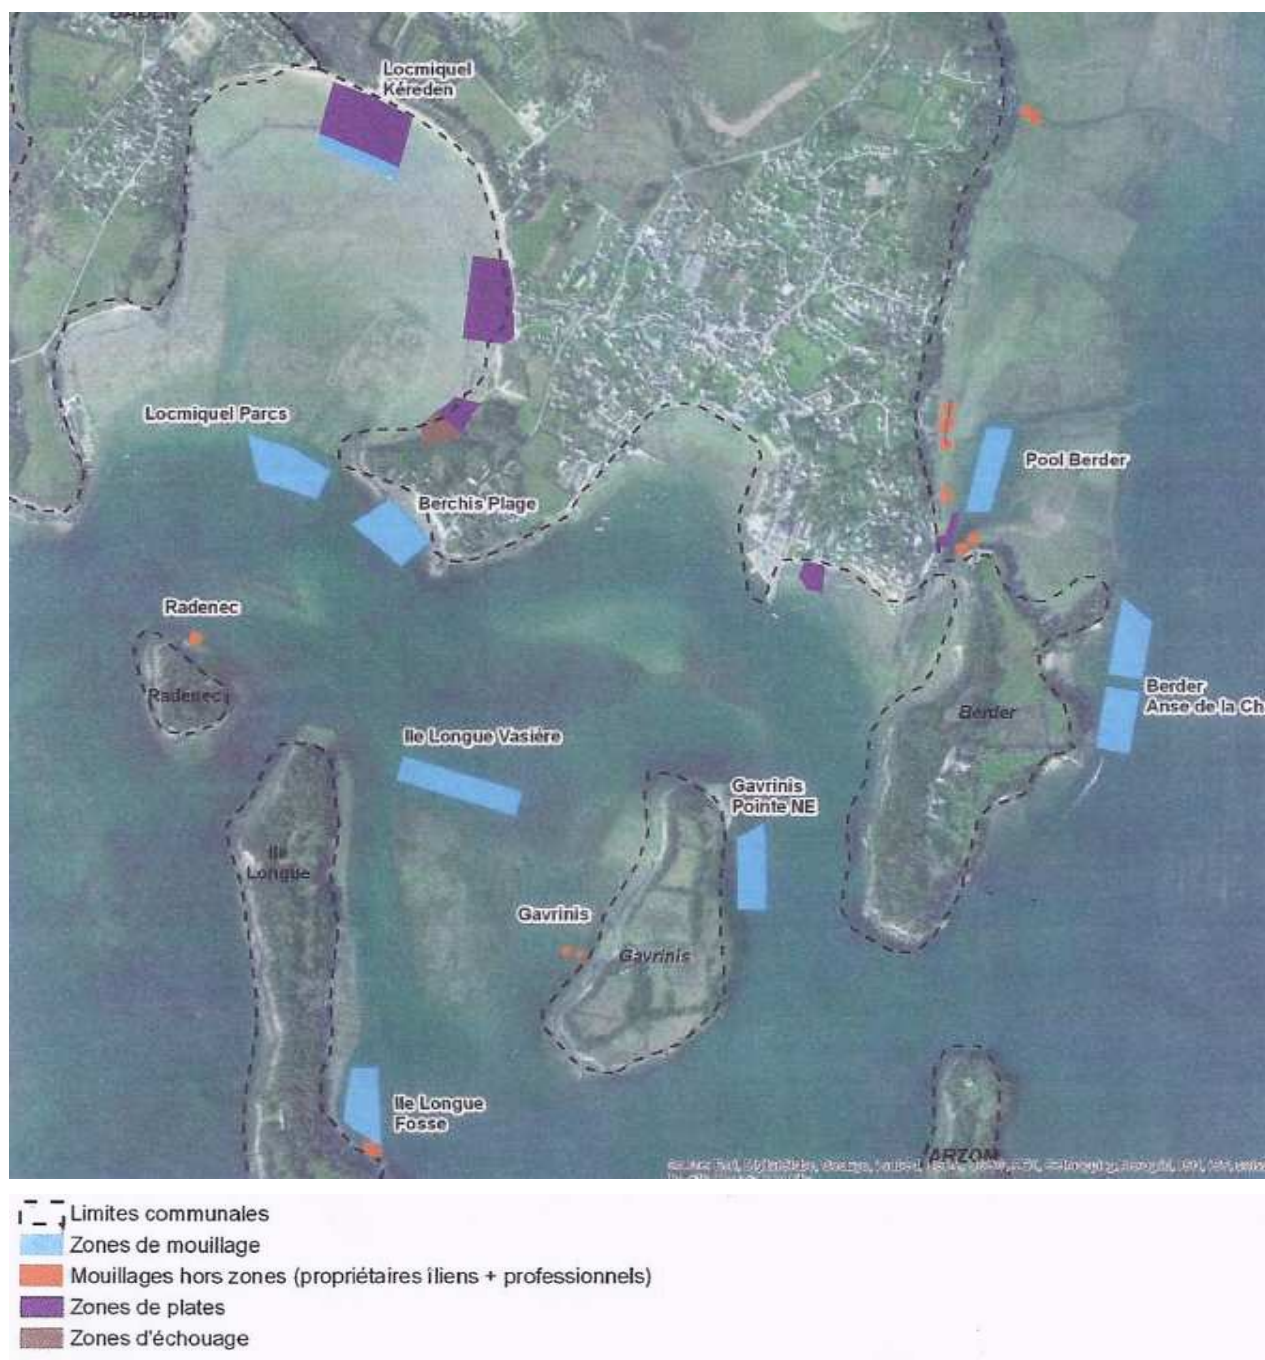 BADEN
Locmiquel
Kéreden
Locmiquel Parcs
Pool Berder
Berchis Plage
Radenec
Radenec
Berder
Anse de la Ch
Berder
Ile Longue Vasiére
Gavrinis
Pointe NE
Ile
Longue
Gavrinis
Gavrinis
Ile Longue
Fosse
ARZON
Limites communales
Zones de mouillage
Mouillages hors zones (propriétaires îliens + professionnels)
Zones de plates
Zones d'échouage